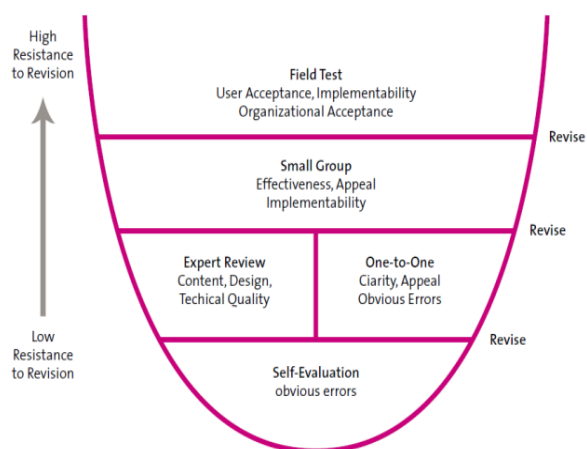 High
Resistance
to Revision
Field Test
User Acceptance, Implementability
Organizational Acceptance
Revise
Small Group
Effectiveness, Appeal
Implementability
Revise
Expert Review
Content, Design,
Techical Quality
One-to-One
Ciarity, Appeal
Obvious Errors
Low
Resistance
to Revision
Revise
Self-Evaluation
obvious errors